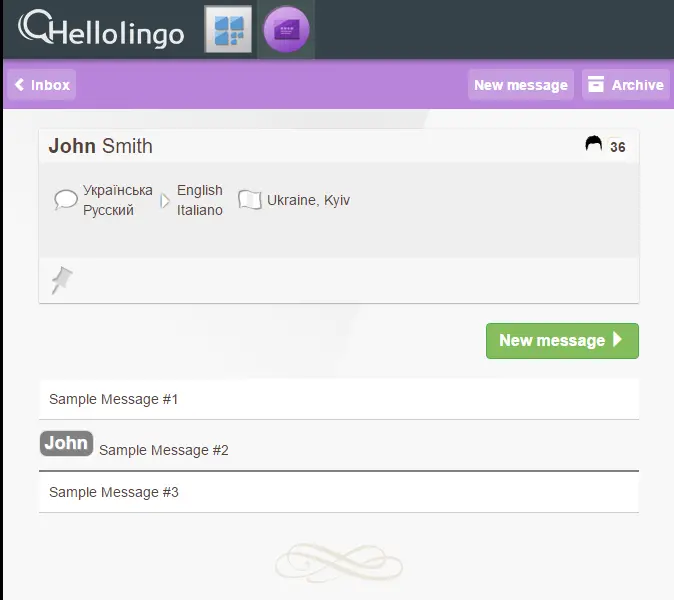 Hellolingo
Inbox
New message
Archive
John Smith
36
Українська
Русский
English
Italiano
Ukraine, Kyiv
New message
Sample Message #1
John
Sample Message #2
Sample Message #3